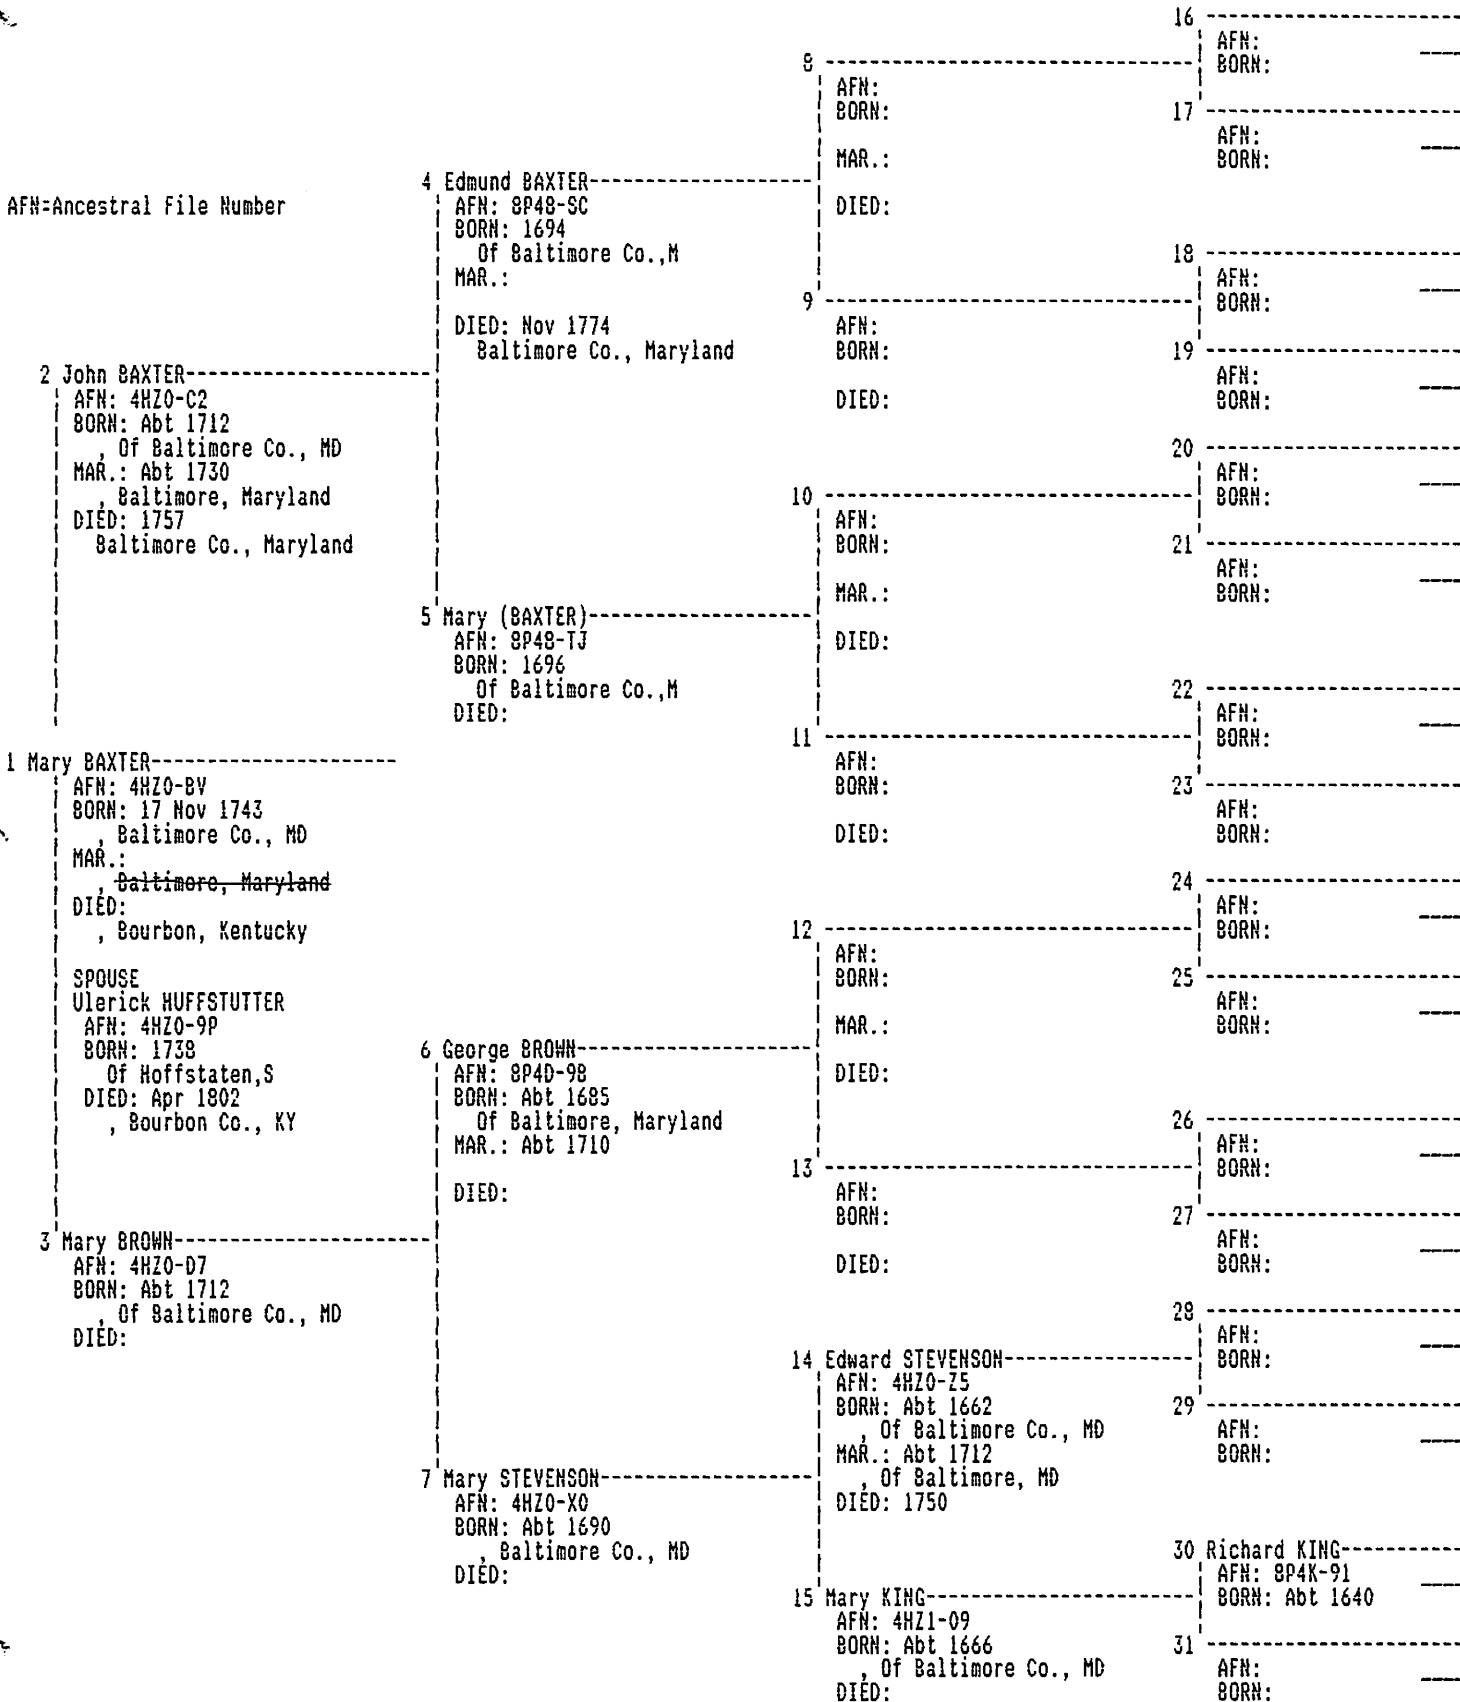 AFN=Ancestral File Number
1 Mary BAXTER
AFN: 4HZ0-BV
BORN: 17 Nov 1743
, Baltimore Co., MD
MAR.:
, Baltimore, Maryland
DIED:
, Bourbon, Kentucky
SPOUSE
Ulerick HUFFSTUTTER
AFN: 4HZ0-9P
BORN: 1738
Of Hoffstaten,S
DIED: Apr 1802
, Bourbon Co., KY
2 John BAXTER
AFN: 4HZ0-C2
BORN: Abt 1712
, Of Baltimore Co., MD
MAR.: Abt 1730
, Baltimore, Maryland
DIED: 1757
Baltimore Co., Maryland
3 Mary BROWN
AFN: 4HZ0-D7
BORN: Abt 1712
, Of Baltimore Co., MD
DIED:
4 Edmund BAXTER
AFN: 8P48-SC
BORN: 1694
Of Baltimore Co.,M
MAR.:
DIED: Nov 1774
Baltimore Co., Maryland
5 Mary (BAXTER)
AFN: 8P48-TJ
BORN: 1696
Of Baltimore Co.,M
DIED:
6 George BROWN
AFN: 8P4D-98
BORN: Abt 1685
Of Baltimore, Maryland
MAR.: Abt 1710
DIED:
7 Mary STEVENSON
AFN: 4HZ0-X0
BORN: Abt 1690
, Baltimore Co., MD
DIED:
8
AFN:
BORN:
MAR.:
DIED:
9
AFN:
BORN:
DIED:
10
AFN:
BORN:
MAR.:
DIED:
11
AFN:
BORN:
DIED:
12
AFN:
BORN:
MAR.:
DIED:
13
AFN:
BORN:
DIED:
14 Edward STEVENSON
AFN: 4HZ0-Z5
BORN: Abt 1662
, Of Baltimore Co., MD
MAR.: Abt 1712
, Of Baltimore, MD
DIED: 1750
15 Mary KING
AFN: 4HZ1-09
BORN: Abt 1666
, Of Baltimore Co., MD
DIED:
16
AFN:
BORN:
17
AFN:
BORN:
18
AFN:
BORN:
19
AFN:
BORN:
20
AFN:
BORN:
21
AFN:
BORN:
22
AFN:
BORN:
23
AFN:
BORN:
24
AFN:
BORN:
25
AFN:
BORN:
26
AFN:
BORN:
27
AFN:
BORN:
28
AFN:
BORN:
29
AFN:
BORN:
30 Richard KING
AFN: 8P4K-91
BORN: Abt 1640
31
AFN:
BORN: